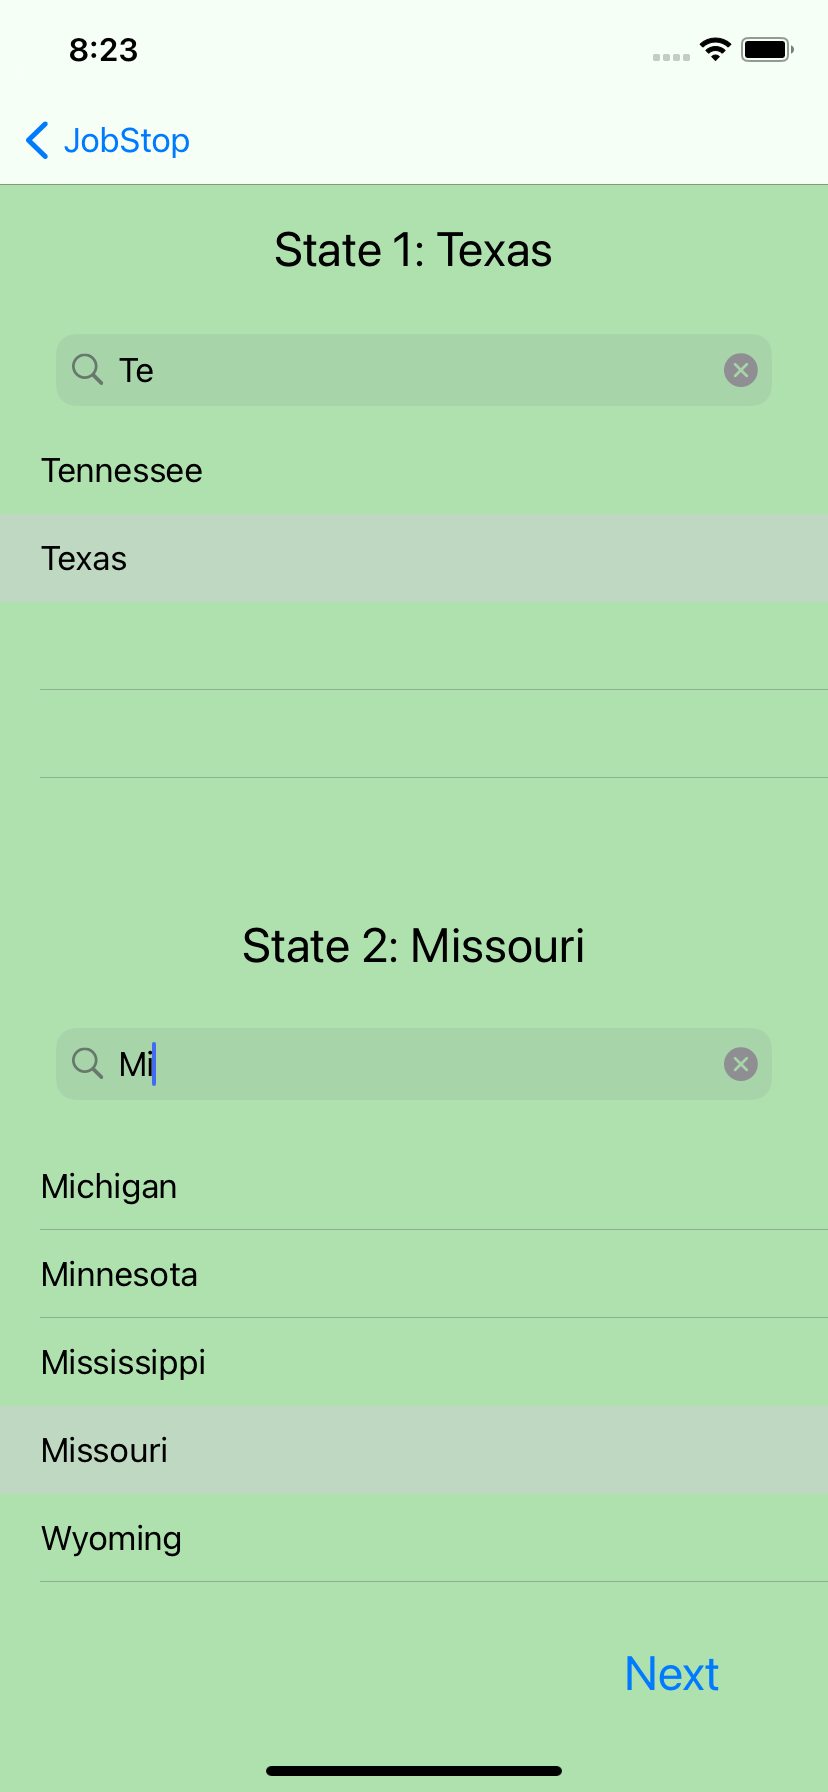 8:23
JobStop
State 1: Texas
Te
Tennessee
Texas
State 2: Missouri
Mi
Michigan
Minnesota
Mississippi
Missouri
Wyoming
Next